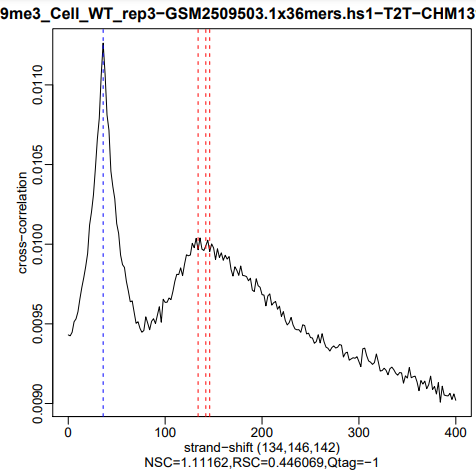 9me3_Cell_WT_rep3-GSM2509503.1x36mers.hs1-T2T-CHM13
cross-correlation
0.0110
0.0105
0.0100
0.0095
0.0090
0 100 200 300 400
strand-shift (134,146,142)
NSC=1.11162,RSC=0.446069,Qtag=-1